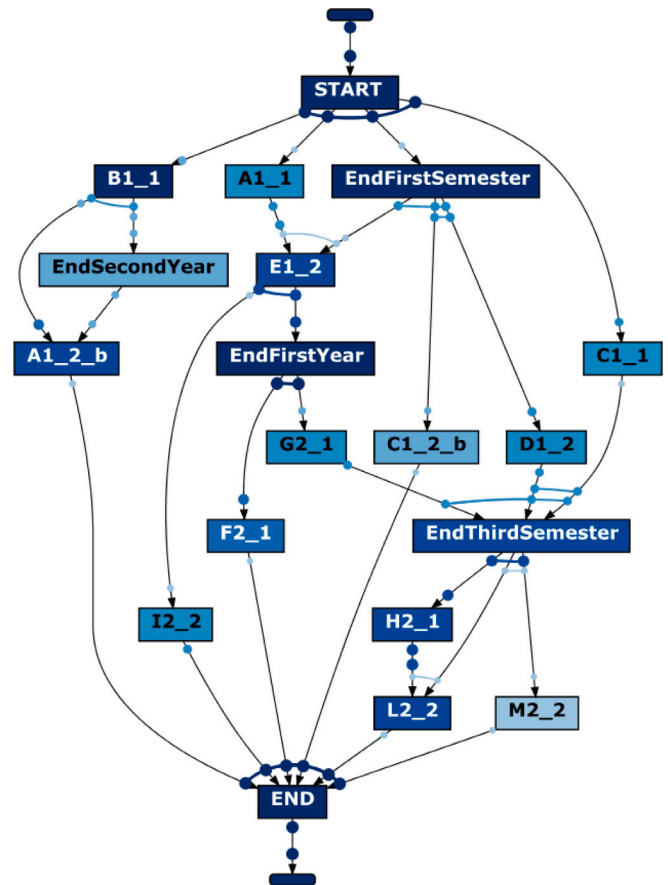 START
B1_1
A1_1
EndFirstSemester
EndSecondYear
E1_2
A1_2_b
EndFirstYear
C1_1
G2_1
C1_2_b
D1_2
F2_1
EndThirdSemester
I2_2
H2_1
L2_2
M2_2
END